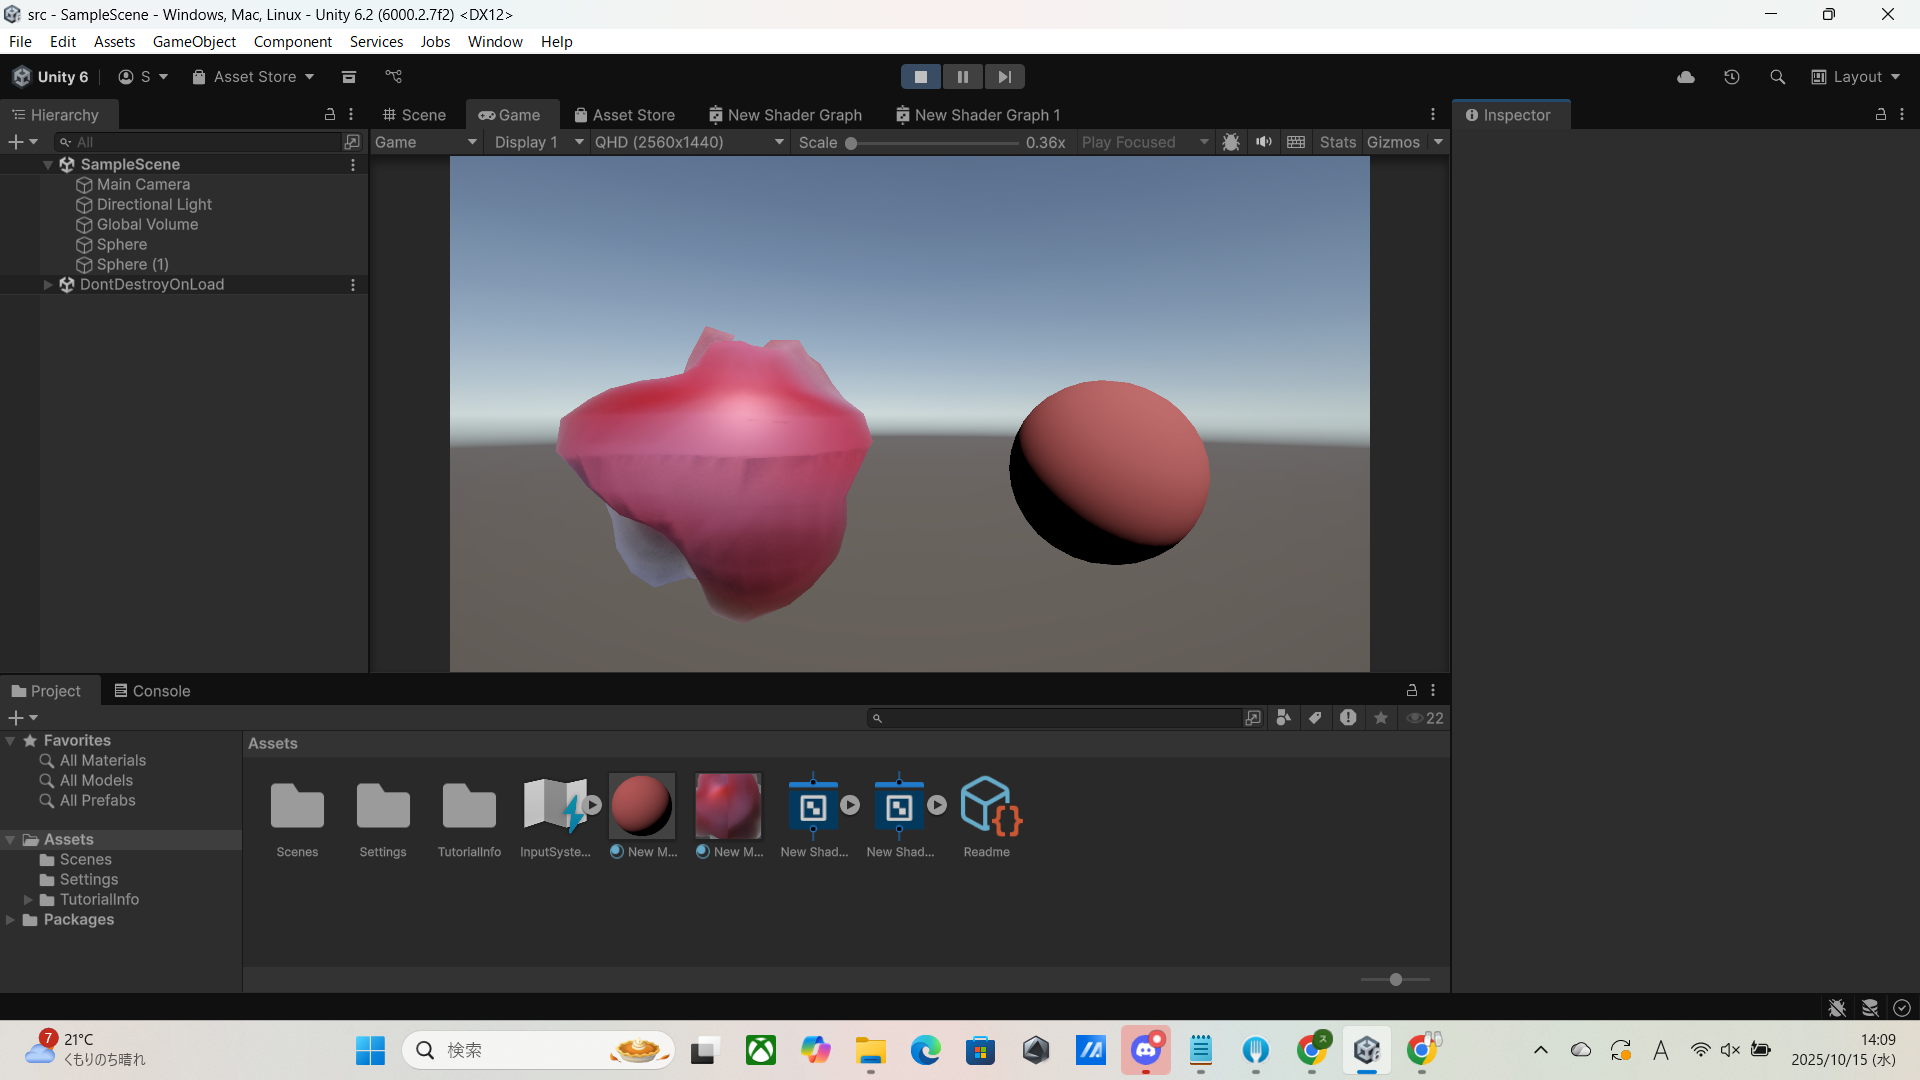 src - SampleScene - Windows, Mac, Linux - Unity 6.2 (6000.2.7f2) <DX12>
File Edit Assets GameObject Component Services Jobs Window Help
Unity 6 S Asset Store Layout
Hierarchy
All
SampleScene
Main Camera
Directional Light
Global Volume
Sphere
Sphere (1)
DontDestroyOnLoad
Scene Game Asset Store New Shader Graph New Shader Graph 1
Game Display 1 QHD (2560x1440) Scale 0.36x Play Focused Stats Gizmos
Inspector
Project Console
22
Favorites
All Materials
All Models
All Prefabs
Assets
Scenes
Settings
TutorialInfo
Packages
Assets
Scenes Settings TutorialInfo InputSyste... New M... New M... New Shad... New Shad... Readme
7
21°C
くもりのち晴れ
検索
ス
A
14:09
2025/10/15 (水)